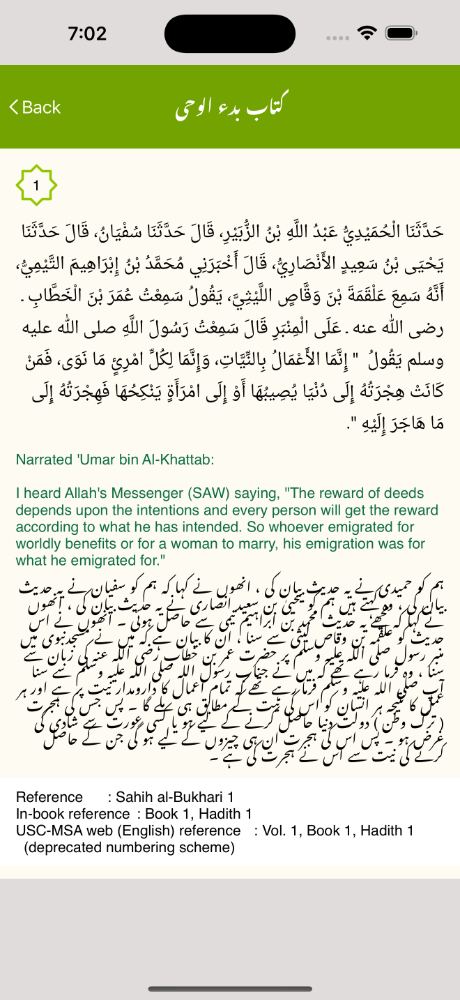 7:02
Back
کتاب بدء الوحی
1
حَدَّثَنَا الْحُمَيْدِيُّ عَبْدُ اللَّهِ بْنُ الزُّبَيْرِ، قَالَ حَدَّثَنَا سُفْيَانُ، قَالَ حَدَّثَنَا
يَحْيَى بْنُ سَعِيدٍ الأَنْصَارِيُّ، قَالَ أَخْبَرَنِي مُحَمَّدُ بْنُ إِبْرَاهِيمَ التَّيْمِيُّ،
أَنَّهُ سَمِعَ عَلْقَمَةَ بْنَ وَقَّاصٍ اللَّيْثِيَّ، يَقُولُ سَمِعْتُ عُمَرَ بْنَ الْخَطَّابِ ـ
رضى الله عنه ـ عَلَى الْمِنْبَرِ قَالَ سَمِعْتُ رَسُولَ اللَّهِ صلى الله عليه
وسلم يَقُولُ " إِنَّمَا الأَعْمَالُ بِالنِّيَّاتِ، وَإِنَّمَا لِكُلِّ امْرِئٍ مَا نَوَى، فَمَنْ
كَانَتْ هِجْرَتُهُ إِلَى دُنْيَا يُصِيبُهَا أَوْ إِلَى امْرَأَةٍ يَنْكِحُهَا فَهِجْرَتُهُ إِلَى
مَا هَاجَرَ إِلَيْهِ ".
Narrated 'Umar bin Al-Khattab:
I heard Allah's Messenger (SAW) saying, "The reward of deeds
depends upon the intentions and every person will get the reward
according to what he has intended. So whoever emigrated for
worldly benefits or for a woman to marry, his emigration was for
what he emigrated for."
ہم کو حمیدی نے یہ حدیث بیان کی ، انھوں نے کہا کہ ہم کو سفیان نے یہ حدیث
بیان کی ، وہ کہتے ہیں ہم کو یحییٰ بن سعید انصاری نے یہ حدیث بیان کی ، انھوں
نے کہا کہ مجھے یہ حدیث محمد بن ابراہیم تیمی سے حاصل ہوئی ۔ انھوں نے اس
حدیث کو علقمہ بن وقاص لیثی سے سنا ، ان کا بیان ہے کہ میں نے مسجدنبوی میں
منبر رسول صلی اللہ علیہ وسلم پر حضرت عمر بن خطاب رضی اللہ عنہ کی زبان سے
سنا ، وہ فرما رہے تھے کہ میں نے جناب رسول اللہ صلی اللہ علیہ وسلم سے سنا
آپ صلی اللہ علیہ وسلم فرما رہے تھے کہ تمام اعمال کا دارومدار نیت پر ہے اور ہر
عمل کا نتیجہ ہر انسان کو اس کی نیت کے مطابق ہی ملے گا ۔ پس جس کی ہجرت
( ترک وطن ) دولت دنیا حاصل کرنے کے لیے ہو یا کسی عورت سے شادی کی
غرض ہو ۔ پس اس کی ہجرت ان ہی چیزوں کے لیے ہو گی جن کے حاصل
کرنے کی نیت سے اس نے ہجرت کی ہے ۔
Reference : Sahih al-Bukhari 1
In-book reference : Book 1, Hadith 1
USC-MSA web (English) reference : Vol. 1, Book 1, Hadith 1
(deprecated numbering scheme)